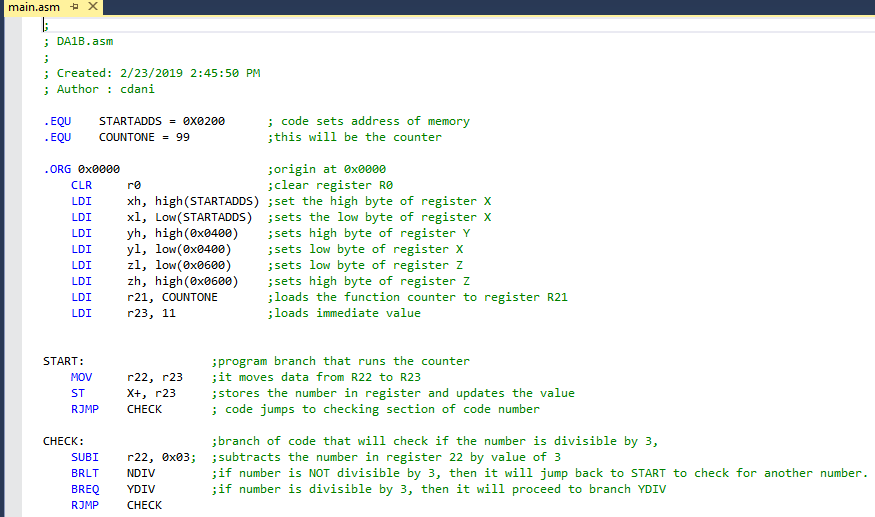 main.asm
;
; DA1B.asm
;
; Created: 2/23/2019 2:45:50 PM
; Author : cdani
.EQU STARTADDS = 0X0200 ; code sets address of memory
.EQU COUNTONE = 99 ;this will be the counter
.ORG 0x0000 ;origin at 0x0000
CLR r0 ;clear register R0
LDI xh, high(STARTADDS) ;set the high byte of register X
LDI xl, Low(STARTADDS) ;sets the low byte of register X
LDI yh, high(0x0400) ;sets high byte of register Y
LDI yl, low(0x0400) ;sets low byte of register X
LDI zl, low(0x0600) ;sets low byte of register Z
LDI zh, high(0x0600) ;sets high byte of register Z
LDI r21, COUNTONE ;loads the function counter to register R21
LDI r23, 11 ;loads immediate value
START: ;program branch that runs the counter
MOV r22, r23 ;it moves data from R22 to R23
ST X+, r23 ;stores the number in register and updates the value
RJMP CHECK ; code jumps to checking section of code number
CHECK: ;branch of code that will check if the number is divisible by 3,
SUBI r22, 0x03; ;subtracts the number in register 22 by value of 3
BRLT NDIV ;if number is NOT divisible by 3, then it will jump back to START to check for another number.
BREQ YDIV ;if number is divisible by 3, then it will proceed to branch YDIV
RJMP CHECK